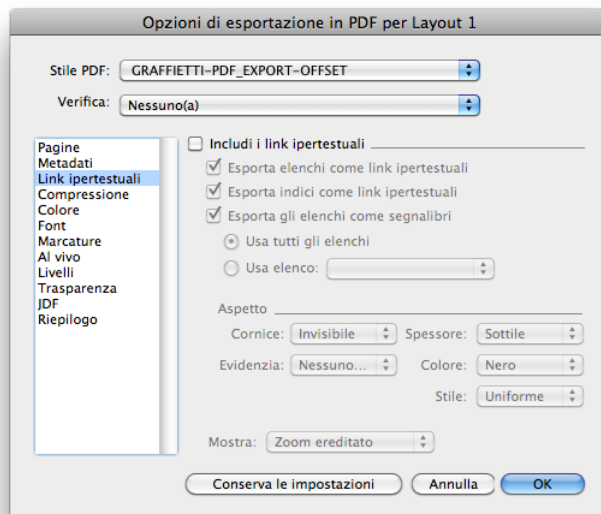 Opzioni di esportazione in PDF per Layout 1
Stile PDF: GRAFFIETTI-PDF_EXPORT-OFFSET
Verifica: Nessuno(a)
Pagine
Metadati
Link ipertestuali
Compressione
Colore
Font
Marcature
Al vivo
Livelli
Trasparenza
JDF
Riepilogo
Includi i link ipertestuali
Esporta elenchi come link ipertestuali
Esporta indici come link ipertestuali
Esporta gli elenchi come segnalibri
Usa tutti gli elenchi
Usa elenco:
Aspetto
Cornice: Invisibile Spessore: Sottile
Evidenzia: Nessuno... Colore: Nero
Stile: Uniforme
Mostra: Zoom ereditato
Conserva le impostazioni Annulla OK